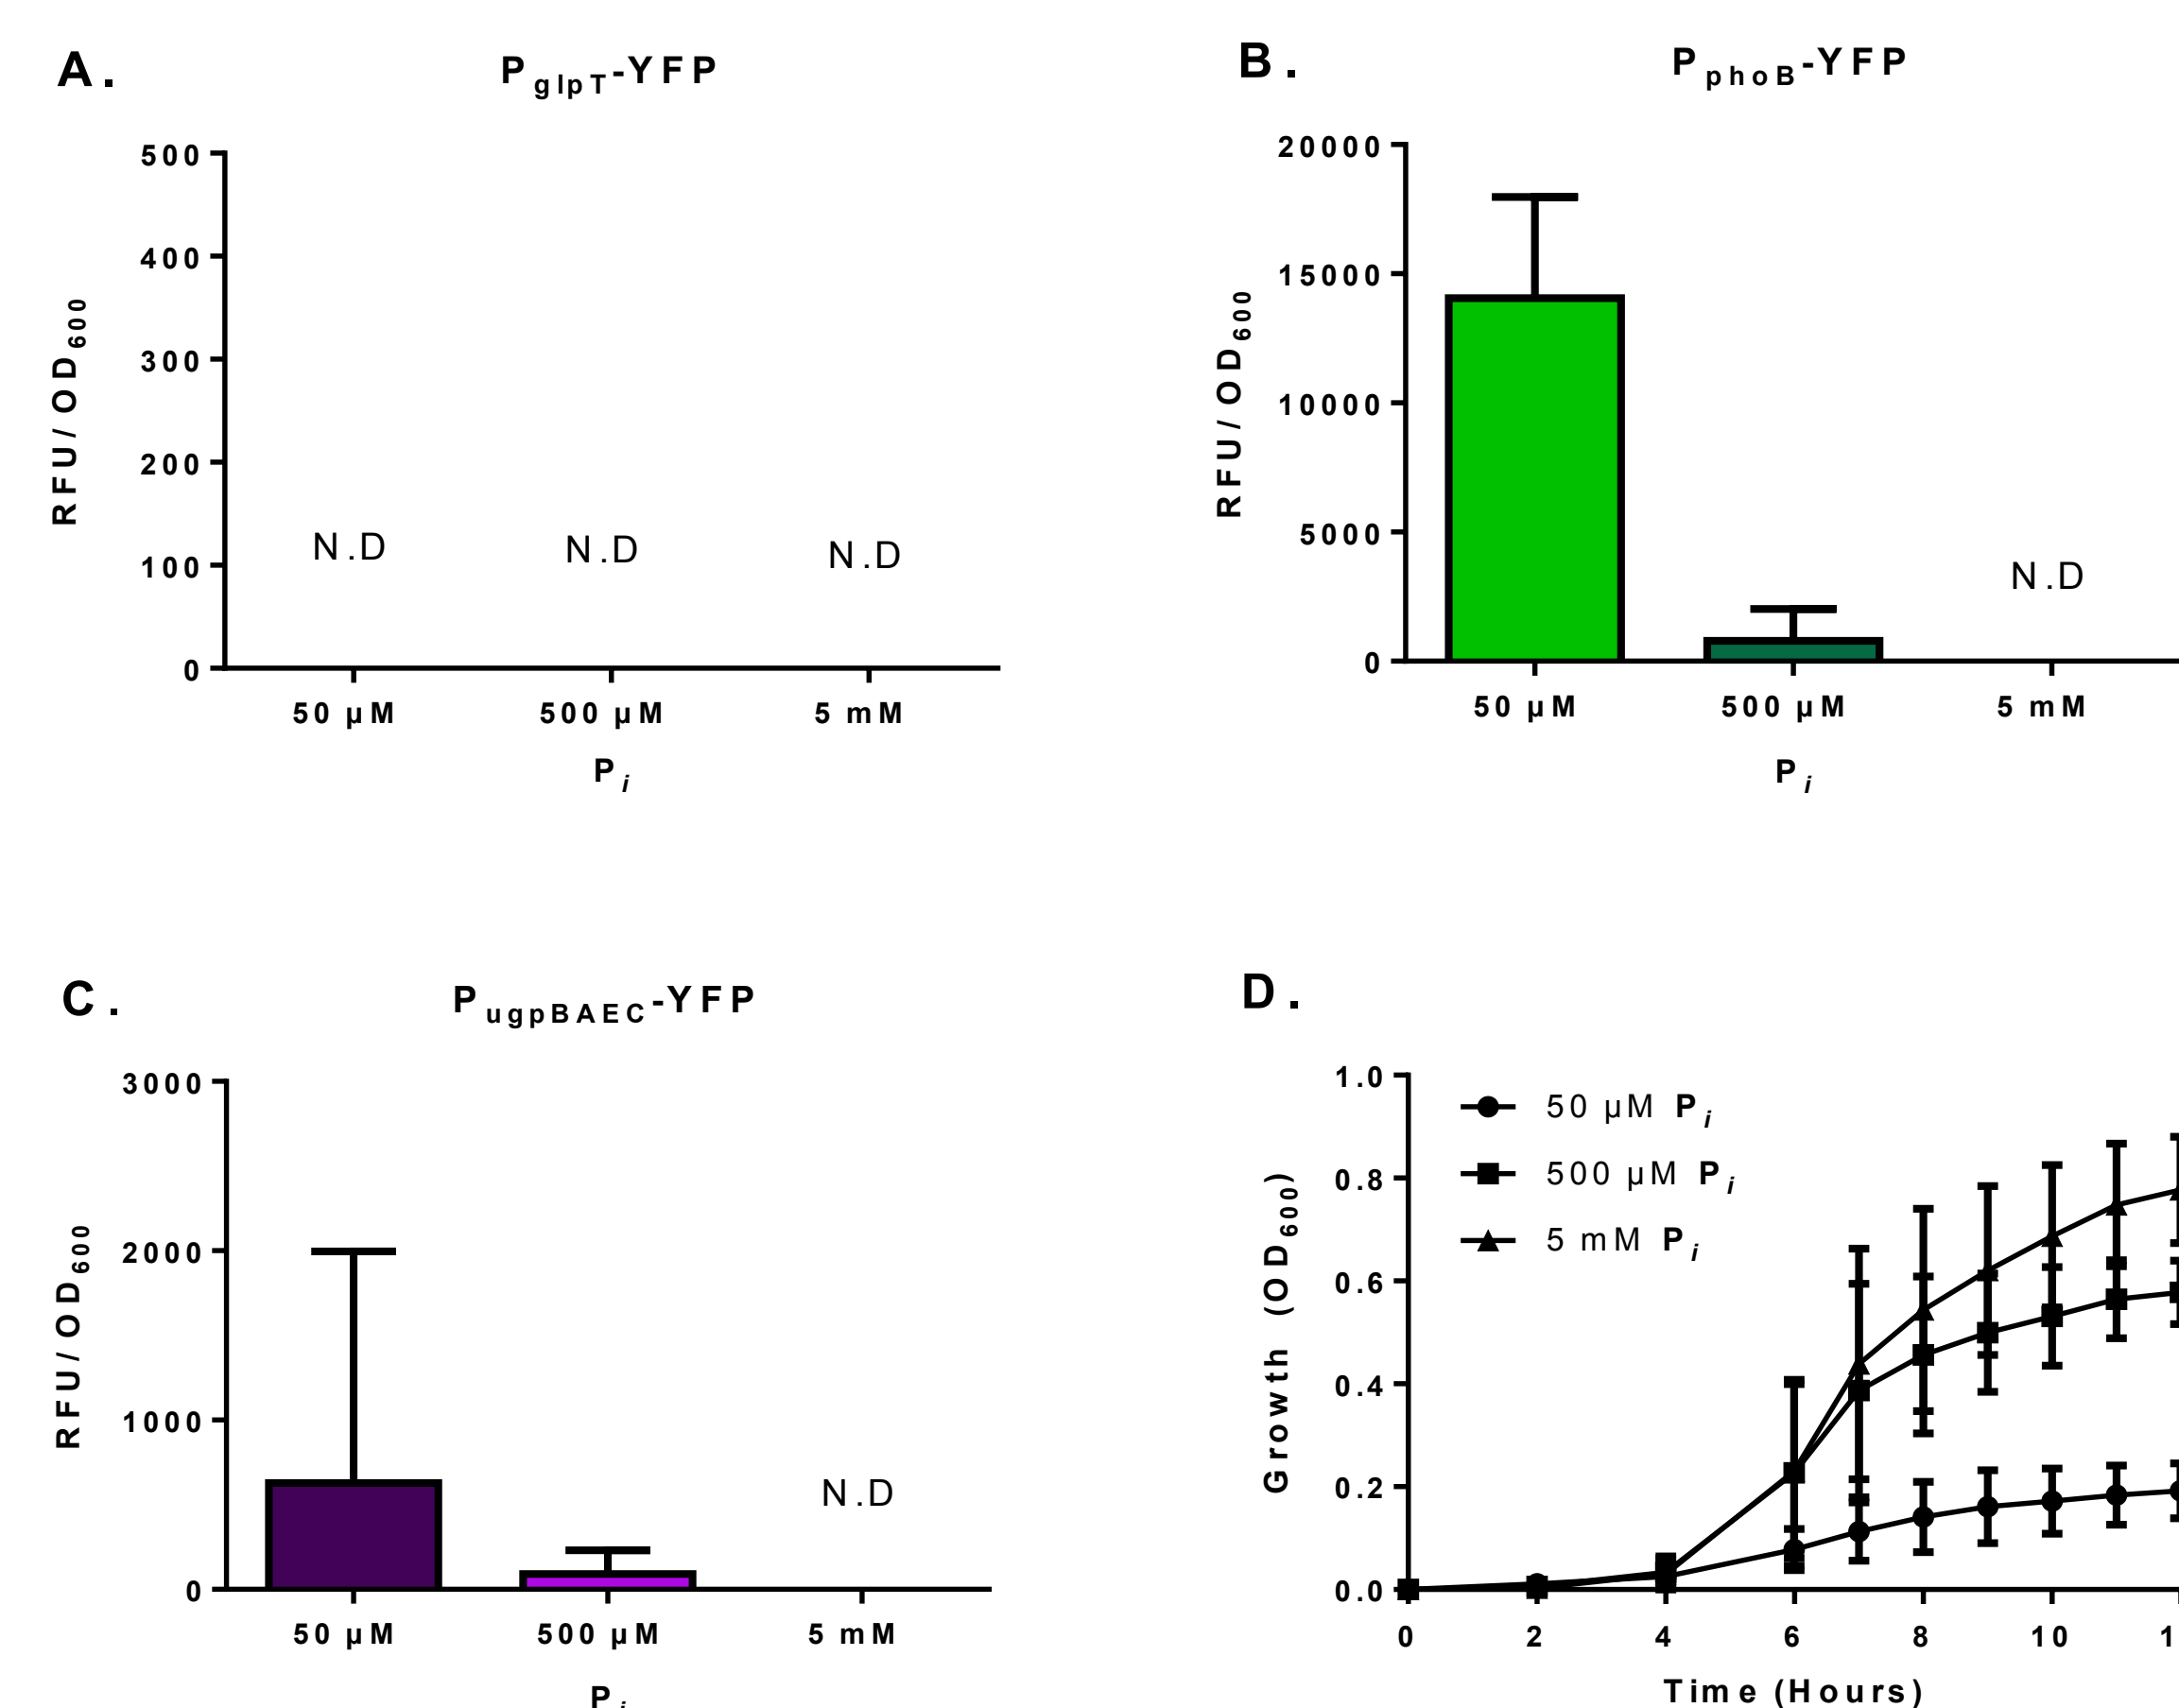 A.
PglpT-YFP
500
400
300
200
100
0
RFU/OD600
N.D
N.D
N.D
50 µM
500 µM
5 mM
Pi
B.
PphoB-YFP
20000
15000
10000
5000
0
RFU/OD600
N.D
50 µM
500 µM
5 mM
Pi
C.
PugpBAEC-YFP
3000
2000
1000
0
RFU/OD600
N.D
50 µM
500 µM
5 mM
Pi
D.
1.0
0.8
0.6
0.4
0.2
0.0
Growth (OD600)
50 µM Pi
500 µM Pi
5 mM Pi
0
2
4
6
8
10
Time (Hours)